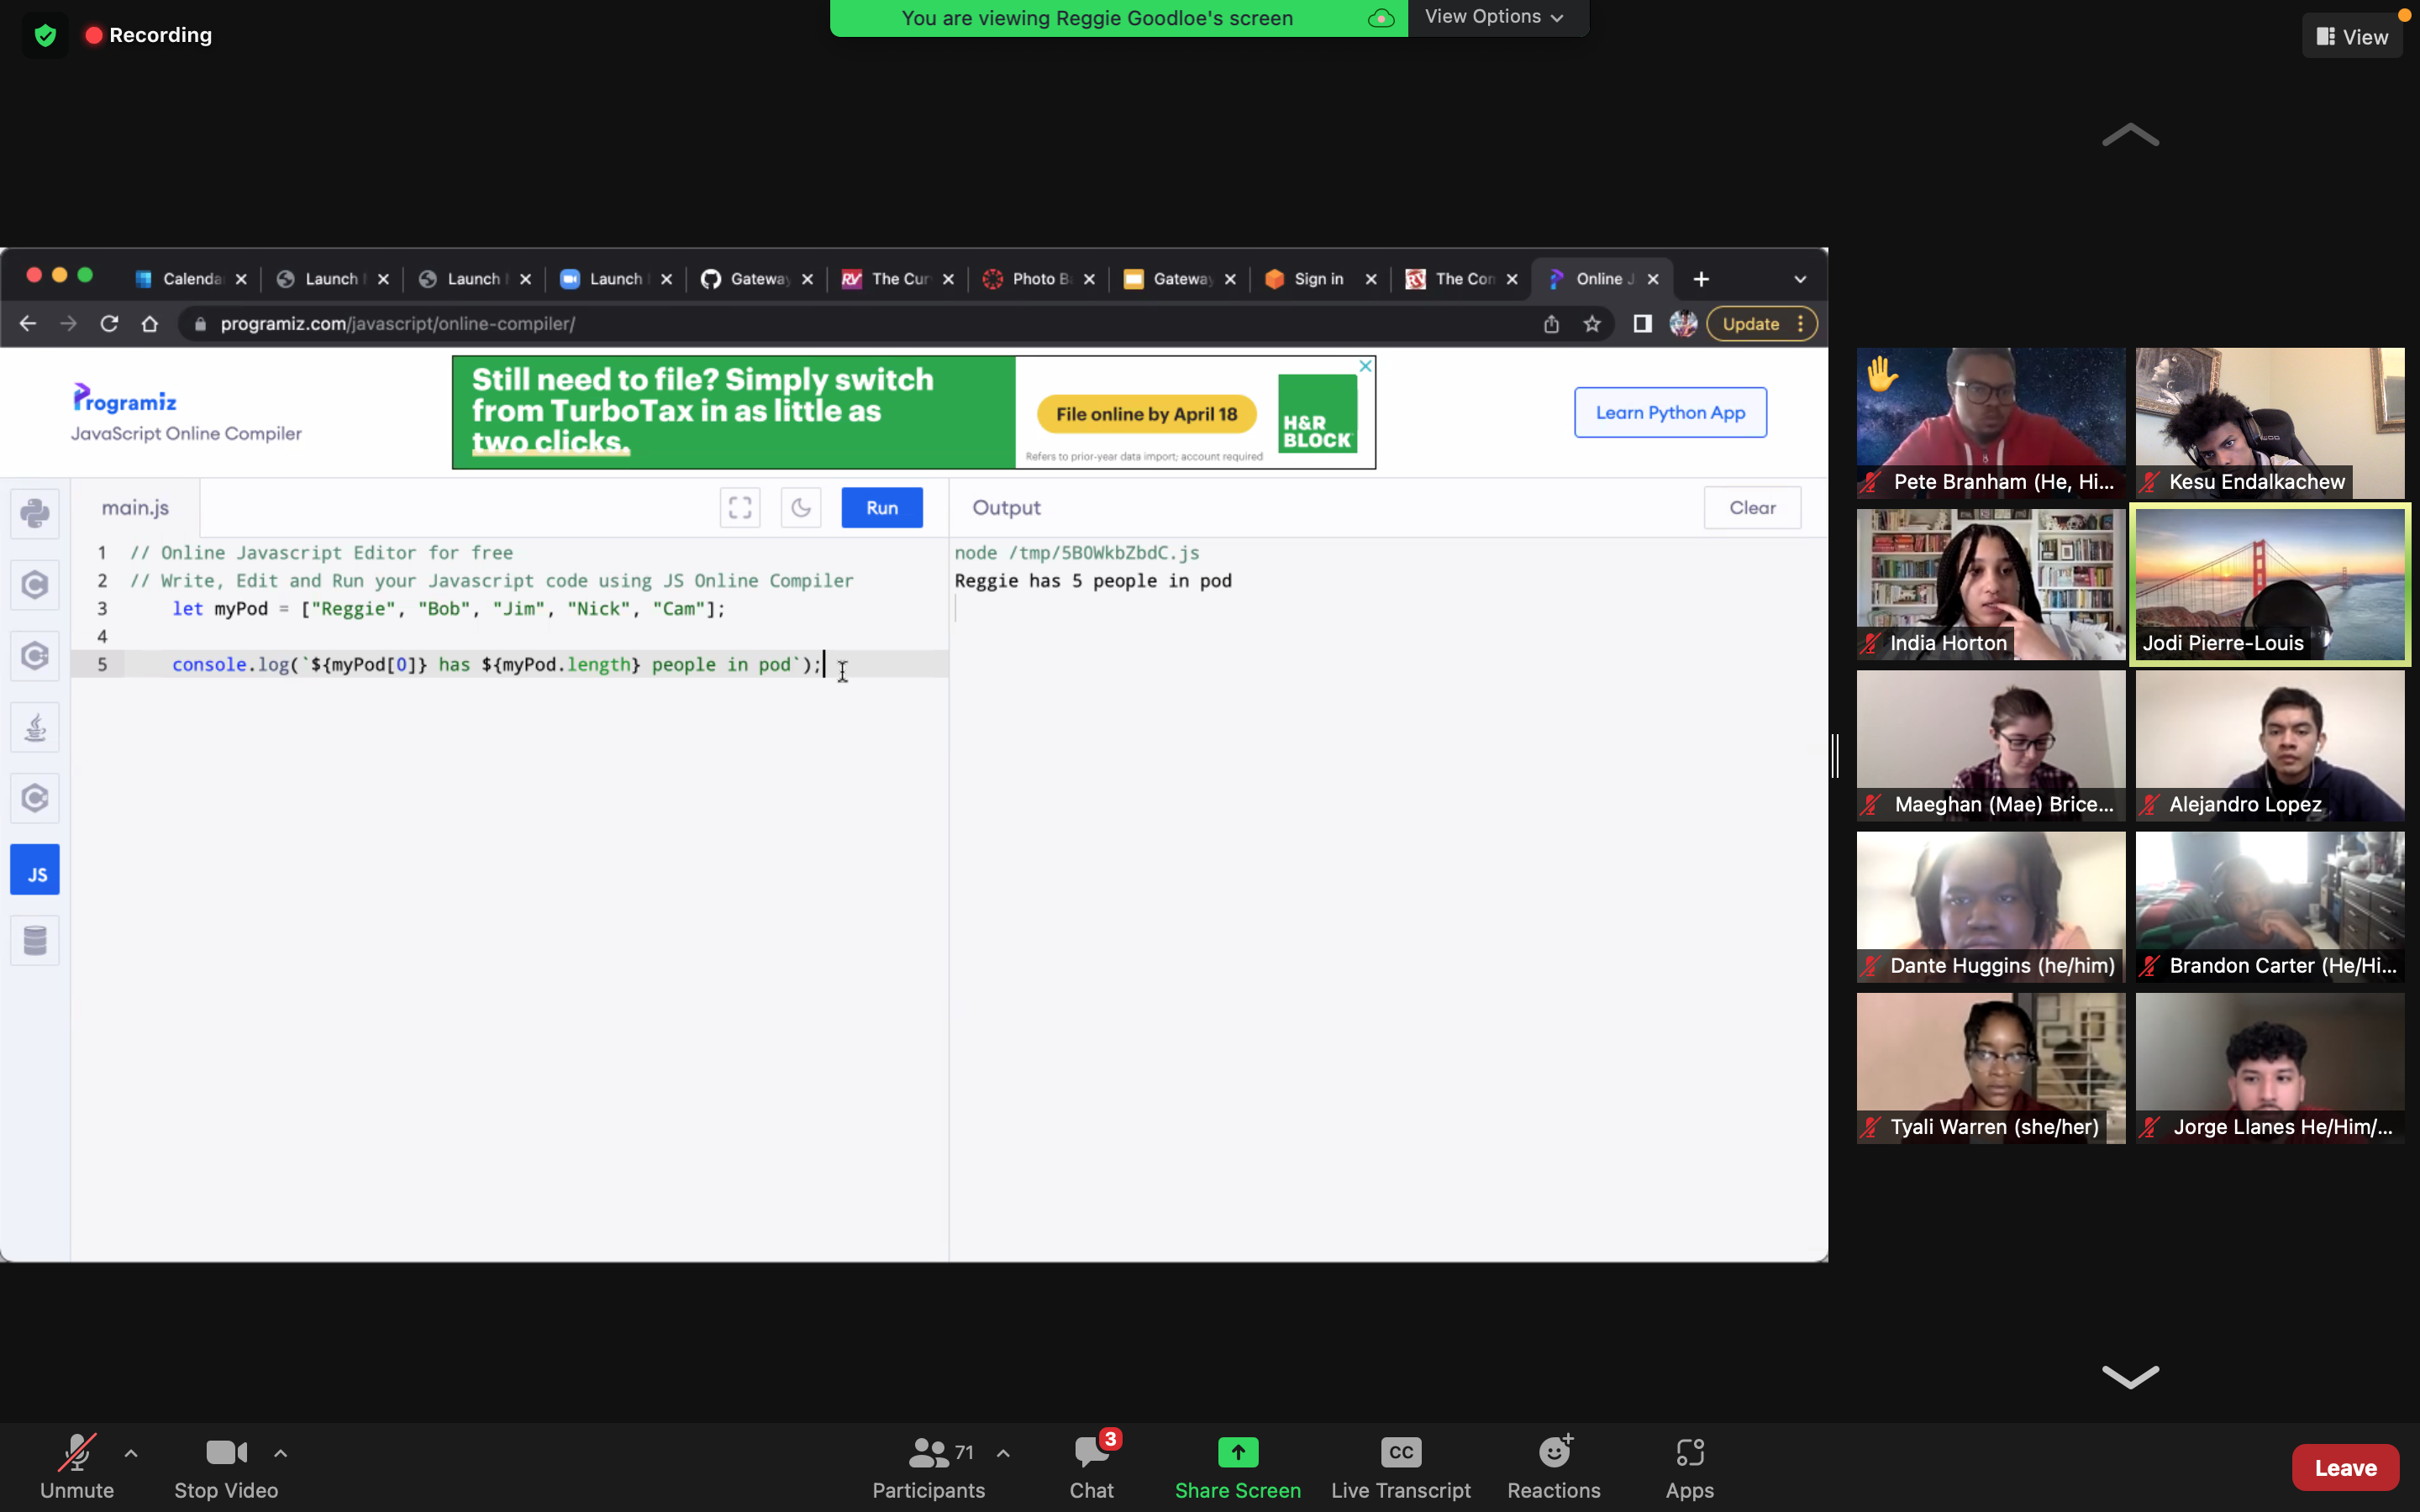 Recording
You are viewing Reggie Goodloe's screen
View Options
View
Calenda
Launch
Launch
Launch
Gateway
The Cur
Photo B
Gateway
Sign in
The Con
Online J
programiz.com/javascript/online-compiler/
Update
Programiz
JavaScript Online Compiler
Still need to file? Simply switch
from TurboTax in as little as
two clicks.
File online by April 18
Refers to prior-year data import; account required
H&R
BLOCK
Learn Python App
main.js
Run
Output
Clear
1 // Online Javascript Editor for free
2 // Write, Edit and Run your Javascript code using JS Online Compiler
3 let myPod = ["Reggie", "Bob", "Jim", "Nick", "Cam"];
4
5 console.log(`${myPod[0]} has ${myPod.length} people in pod`);
node /tmp/5B0WkbZbdC.js
Reggie has 5 people in pod
JS
Pete Branham (He, Hi...
Kesu Endalkachew
India Horton
Jodi Pierre-Louis
Maeghan (Mae) Brice...
Alejandro Lopez
Dante Huggins (he/him)
Brandon Carter (He/Hi...
Tyali Warren (she/her)
Jorge Llanes He/Him/...
Unmute
Stop Video
71
Participants
3
Chat
Share Screen
CC
Live Transcript
Reactions
Apps
Leave